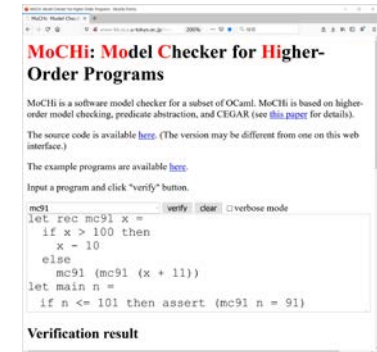 MoCHi: Model Checker for Higher-
Order Programs
MoCHi is a software model checker for a subset of OCaml. MoCHi is based on higher-
order model checking, predicate abstraction, and CEGAR (see this paper for details).
The source code is available here. (The version may be different from one on this web
interface.)
The example programs are available here.
Input a program and click "verify" button.
mc91 verify clear verbose mode
let rec mc91 x =
if x > 100 then
x - 10
else
mc91 (mc91 (x + 11))
let main n =
if n <= 101 then assert (mc91 n = 91)
Verification result